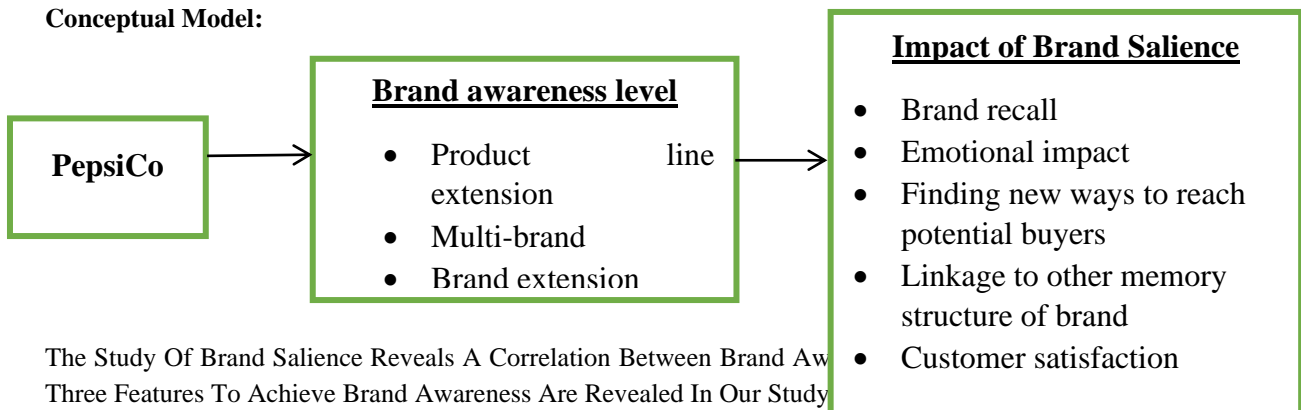 Conceptual Model:
PepsiCo
Brand awareness level
• Product line
extension
• Multi-brand
• Brand extension
Impact of Brand Salience
• Brand recall
• Emotional impact
• Finding new ways to reach
potential buyers
• Linkage to other memory
structure of brand
• Customer satisfaction
The Study Of Brand Salience Reveals A Correlation Between Brand
Three Features To Achieve Brand Awareness Are Revealed In Our Study